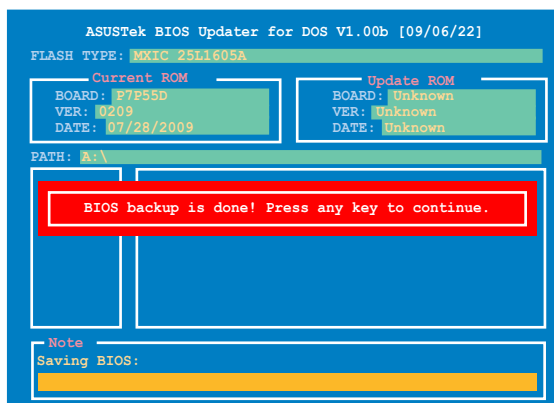 ASUSTek BIOS Updater for DOS V1.00b [09/06/22]
FLASH TYPE: MXIC 25L1605A
Current ROM
BOARD: P7P55D
VER: 0209
DATE: 07/28/2009
Update ROM
BOARD: Unknown
VER: Unknown
DATE: Unknown
PATH: A:\
BIOS backup is done! Press any key to continue.
Note
Saving BIOS: